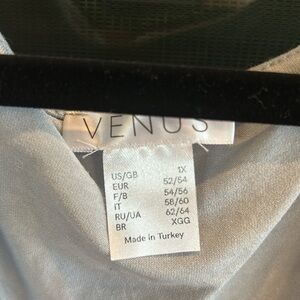 VENUS
US/GB 1X
EUR 52/54
F/B 54/56
IT 58/60
RU/UA 62/64
BR XGG
Made in Turkey